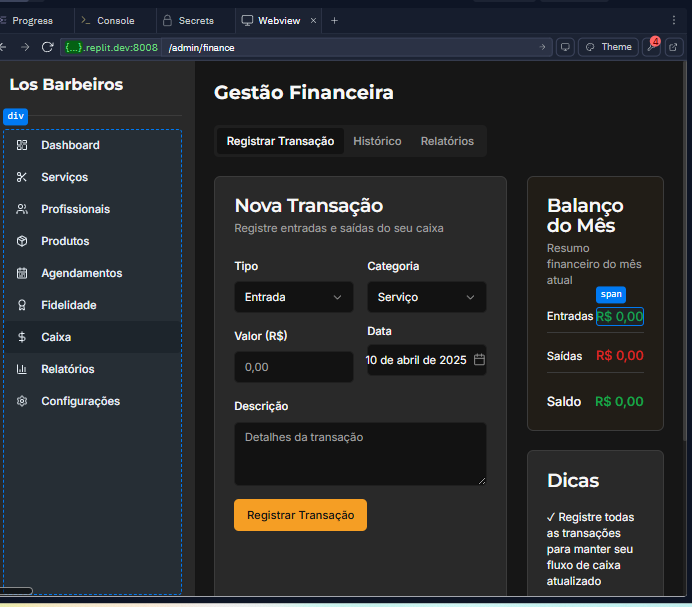 Progress
Console
Secrets
Webview
{...}.replit.dev:8008
/admin/finance
Theme
4
Los Barbeiros
div
Dashboard
Serviços
Profissionais
Produtos
Agendamentos
Fidelidade
Caixa
Relatórios
Configurações
Gestão Financeira
Registrar Transação
Histórico
Relatórios
Nova Transação
Registre entradas e saídas do seu caixa
Tipo
Categoria
Entrada
Serviço
Valor (R$)
Data
0,00
10 de abril de 2025
Descrição
Detalhes da transação
Registrar Transação
Balanço
do Mês
Resumo
financeiro do mês
atual
span
Entradas R$ 0,00
Saídas R$ 0,00
Saldo R$ 0,00
Dicas
✓ Registre todas
as transações
para manter seu
fluxo de caixa
atualizado